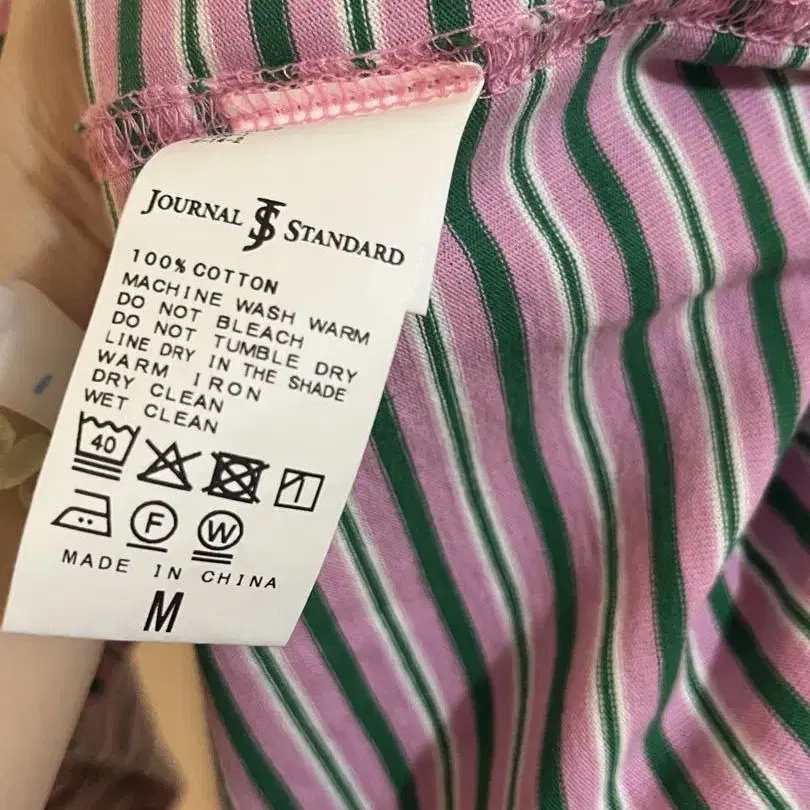 JOURNAL JS STANDARD
100% COTTON
MACHINE WASH WARM
DO NOT BLEACH
DO NOT TUMBLE DRY
LINE DRY IN THE SHADE
WARM IRON
DRY CLEAN
WET CLEAN
40
F W
MADE IN CHINA
M